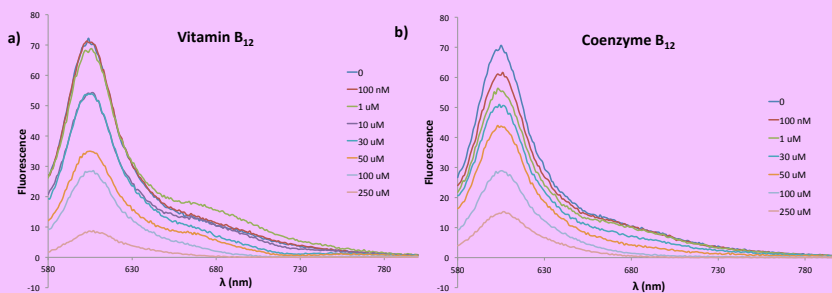 a)
Vitamin B12
Fluorescence
80
70
60
50
40
30
20
10
0
-10
580
630
680
730
780
λ (nm)
0
100 nM
1 uM
10 uM
30 uM
50 uM
100 uM
250 uM
b)
Coenzyme B12
Fluorescence
80
70
60
50
40
30
20
10
0
-10
580
630
680
730
780
λ (nm)
0
100 nM
1 uM
30 uM
50 uM
100 uM
250 uM